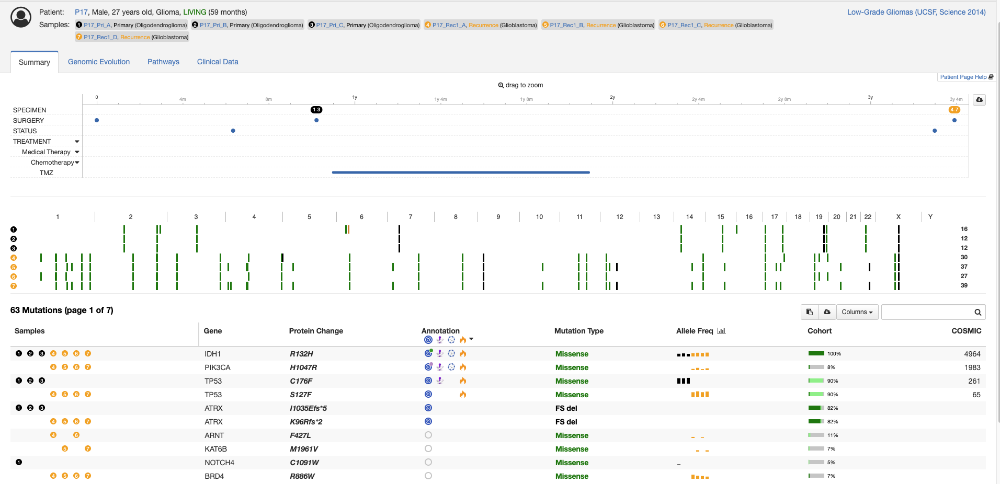 Patient: P17, Male, 27 years old, Glioma, LIVING (59 months)
Low-Grade Gliomas (UCSF, Science 2014)
Samples: 1 P17_Pri_A, Primary (Oligodendroglioma) 2 P17_Pri_B, Primary (Oligodendroglioma) 3 P17_Pri_C, Primary (Oligodendroglioma) 4 P17_Rec1_A, Recurrence (Glioblastoma) 5 P17_Rec1_B, Recurrence (Glioblastoma) 6 P17_Rec1_C, Recurrence (Glioblastoma)
7 P17_Rec1_D, Recurrence (Glioblastoma)
Summary Genomic Evolution Pathways Clinical Data
Patient Page Help
drag to zoom
0 4m 8m 1y 1y 4m 1y 8m 2y 2y 4m 2y 8m 3y 3y 4m
SPECIMEN 1-3 4-7
SURGERY
STATUS
TREATMENT
Medical Therapy
Chemotherapy
TMZ
1 2 3 4 5 6 7 8 9 10 11 12 13 14 15 16 17 18 19 20 21 22 X Y
1 16
2 12
3 12
4 30
5 37
6 27
7 39
63 Mutations (page 1 of 7)
Columns
Samples Gene Protein Change Annotation Mutation Type Allele Freq Cohort COSMIC
1 2 3 4 5 6 7 IDH1 R132H Missense 100% 4964
4 5 6 7 PIK3CA H1047R Missense 8% 1983
1 2 3 TP53 C176F Missense 90% 261
4 5 6 7 TP53 S127F Missense 90% 65
1 2 3 ATRX I1035Efs*5 FS del 82%
4 5 6 7 ATRX K96Rfs*2 FS del 82%
4 6 ARNT F427L Missense 11%
5 7 KAT6B M1961V Missense 7%
1 NOTCH4 C1091W Missense 5%
4 5 6 7 BRD4 R886W Missense 7%